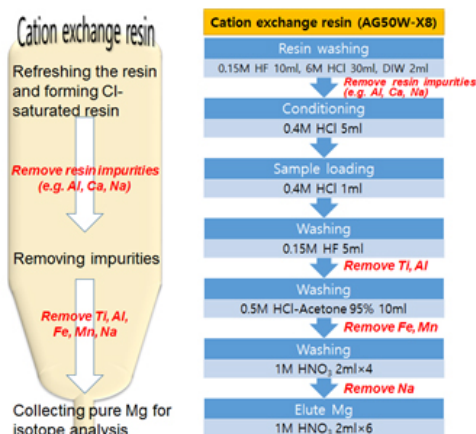 Cation exchange resin
Refreshing the resin
and forming Cl-
saturated resin
Remove resin impurities
(e.g. Al, Ca, Na)
Removing impurities
Remove Ti, Al,
Fe, Mn, Na
Collecting pure Mg for
isotope analysis
Cation exchange resin (AG50W-X8)
Resin washing
0.15M HF 10ml, 6M HCl 30ml, DIW 2ml
Remove resin impurities
(e.g. Al, Ca, Na)
Conditioning
0.4M HCl 5ml
Sample loading
0.4M HCl 1ml
Washing
0.15M HF 5ml
Remove Ti, Al
Washing
0.5M HCl-Acetone 95% 10ml
Remove Fe, Mn
Washing
1M HNO₃ 2ml×4
Remove Na
Elute Mg
1M HNO₃ 2ml×6